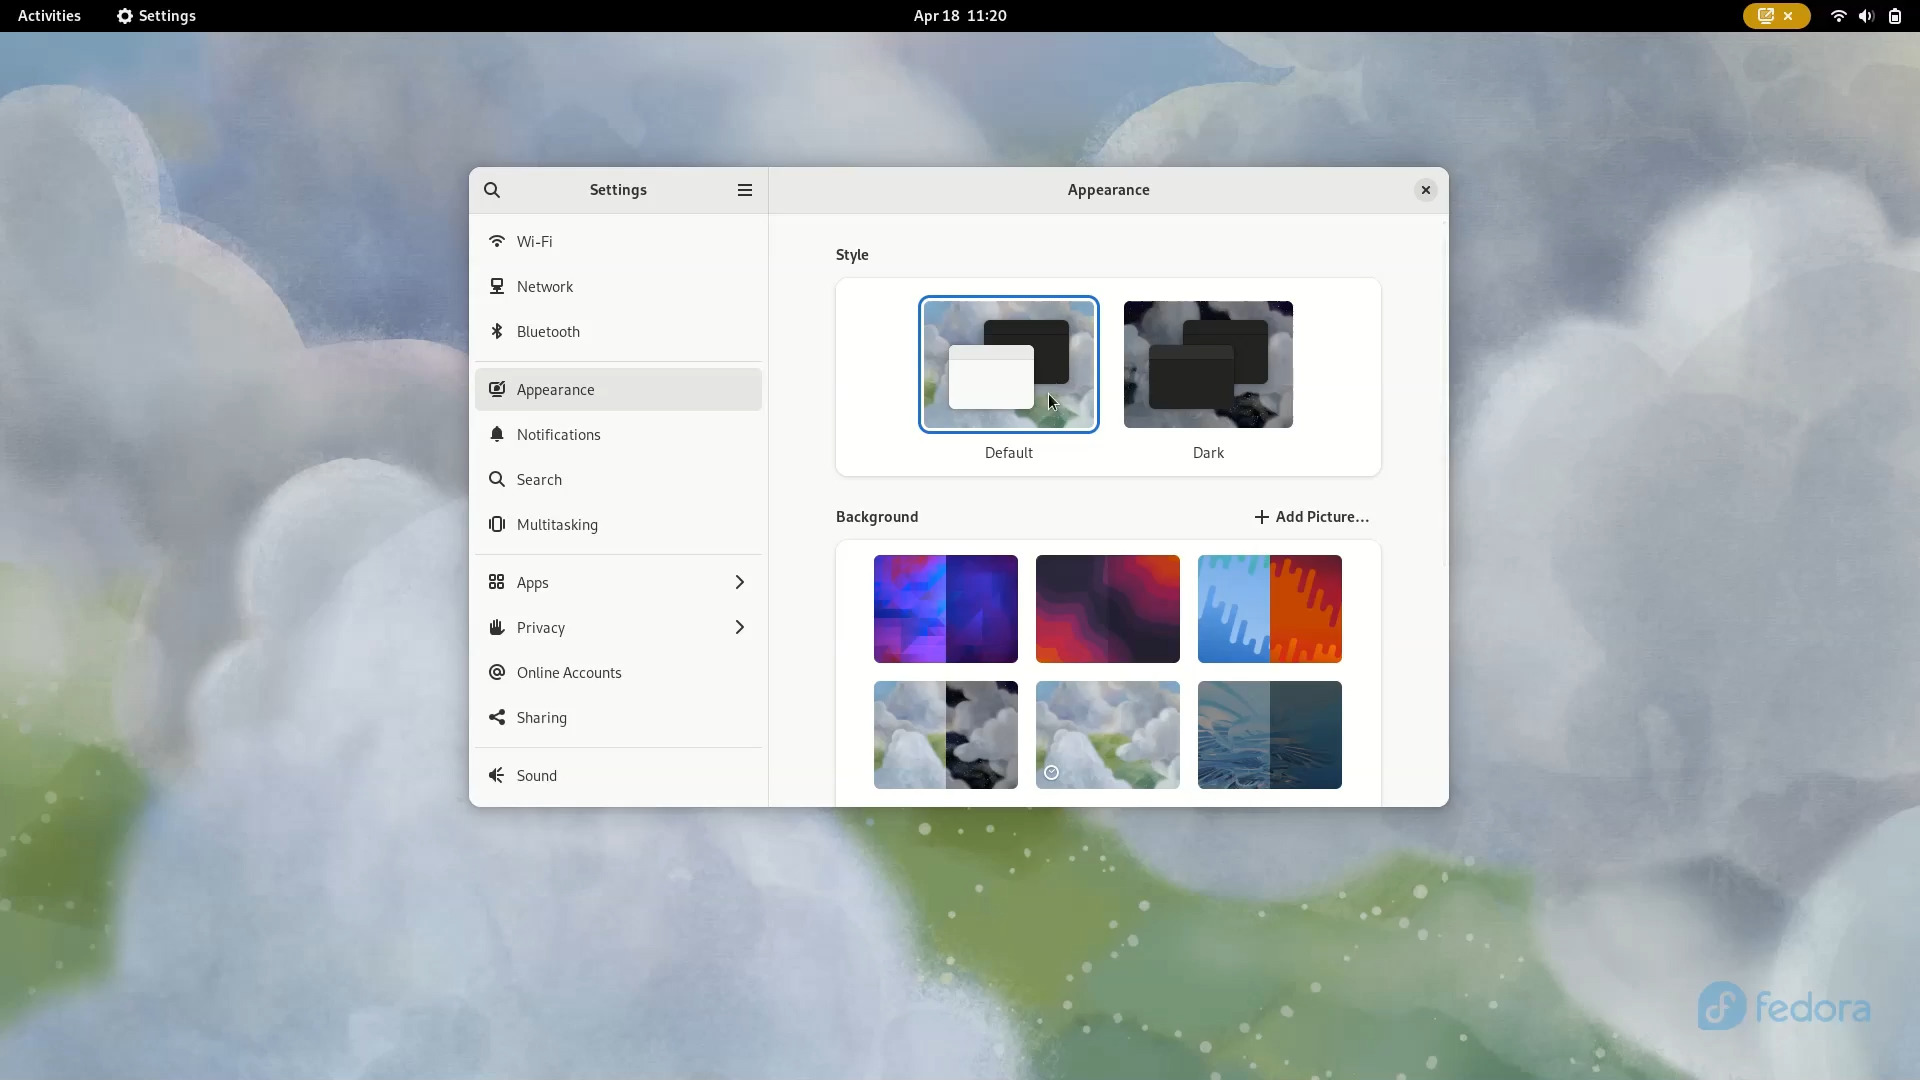 Activities
Settings
Apr 18 11:20
Settings
Appearance
Wi-Fi
Network
Bluetooth
Appearance
Notifications
Search
Multitasking
Apps
Privacy
Online Accounts
Sharing
Sound
Style
Default
Dark
Background
Add Picture…
fedora